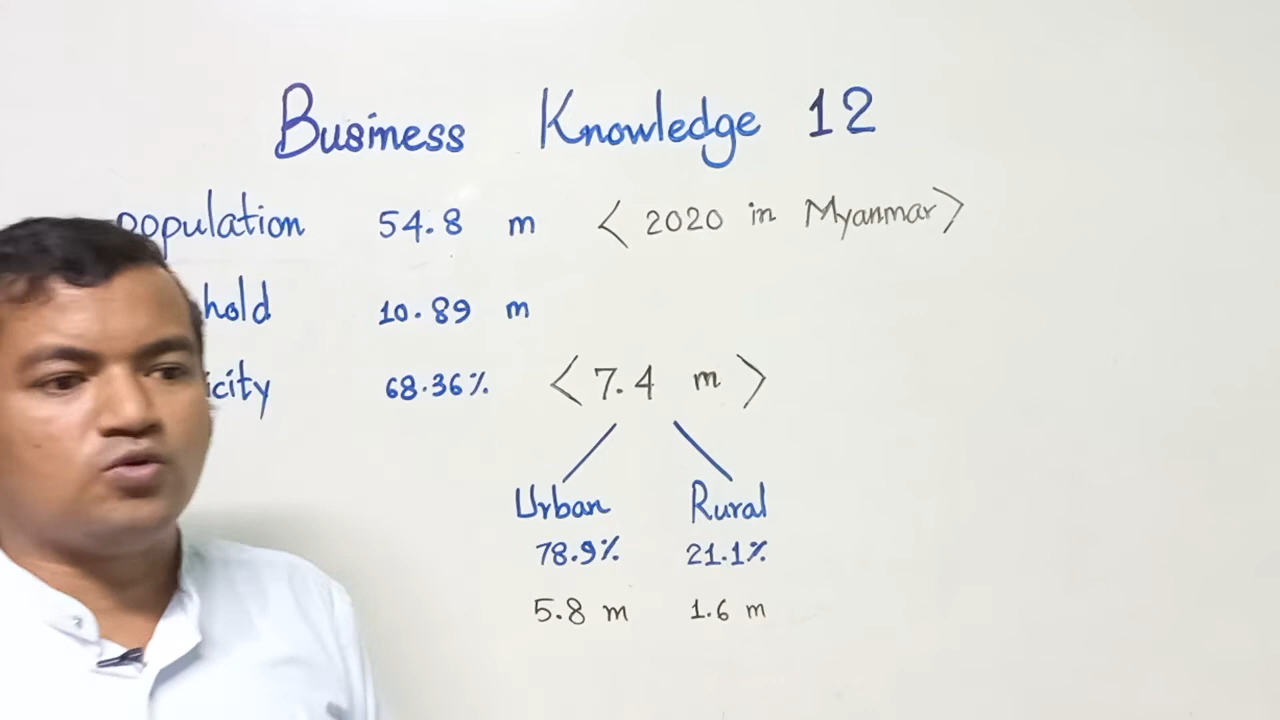 Business Knowledge 12
population 54.8 m < 2020 in Myanmar >
hold 10.89 m
icity 68.36% < 7.4 m >
Urban Rural
78.9% 21.1%
5.8 m 1.6 m